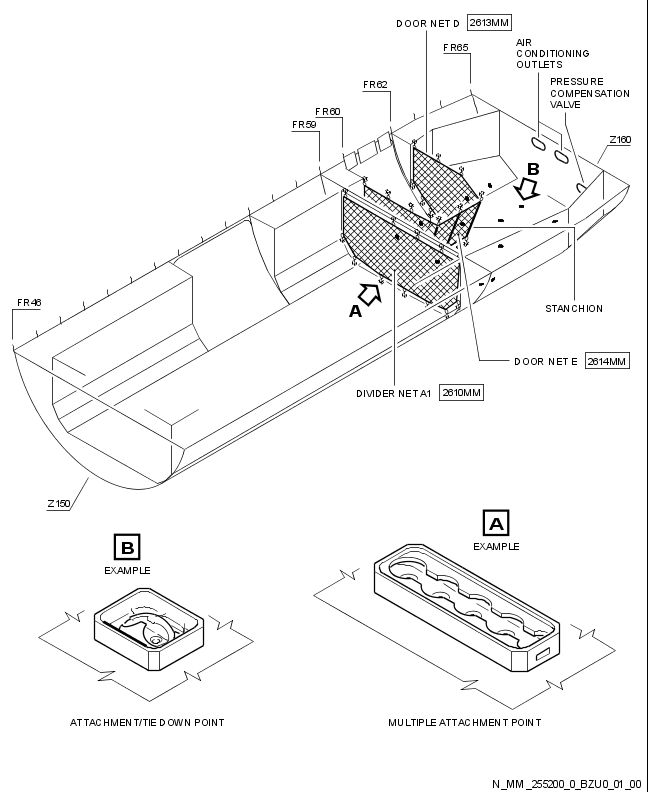 DOOR NET D 2613MM
FR65
AIR
CONDITIONING
OUTLETS
PRESSURE
COMPENSATION
VALVE
FR62
FR60
FR59
Z160
B
FR46
A
STANCHION
DOOR NET E 2614MM
DIVIDER NET A1 2610MM
Z150
B
EXAMPLE
A
EXAMPLE
ATTACHMENT/TIE DOWN POINT
MULTIPLE ATTACHMENT POINT
N_MM_255200_0_BZU0_01_00